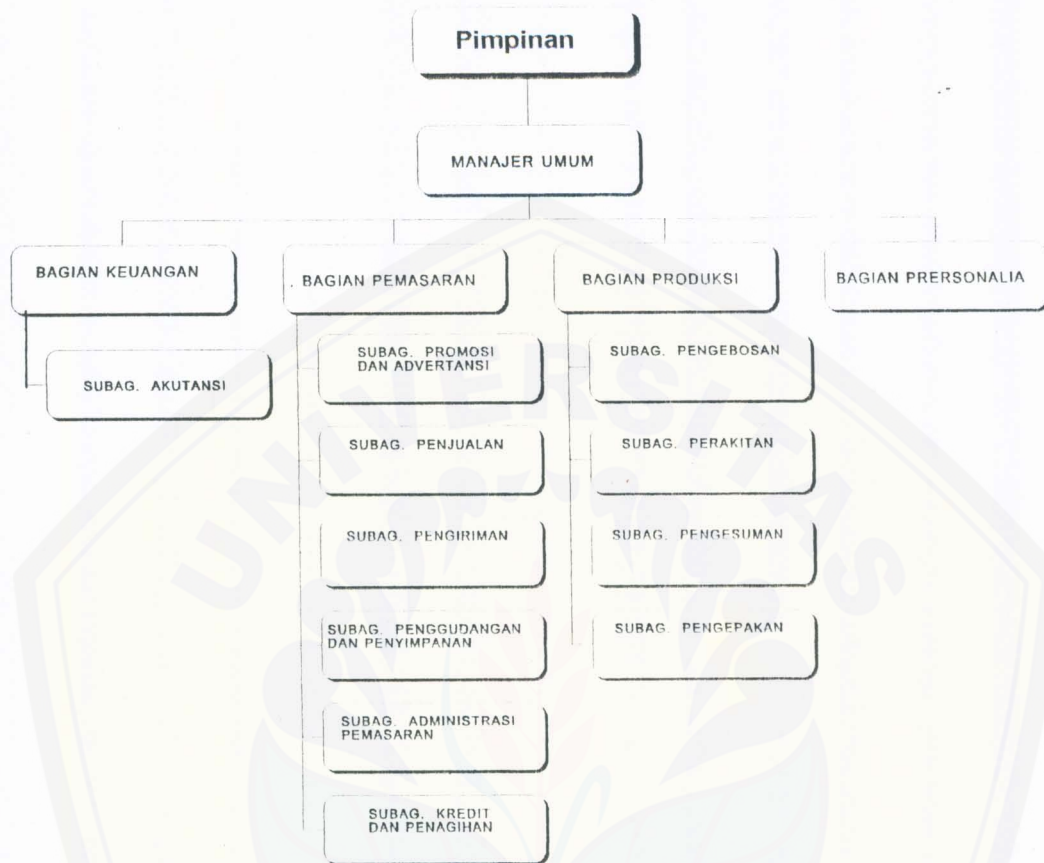 Pimpinan
MANAJER UMUM
BAGIAN KEUANGAN
BAGIAN PEMASARAN
BAGIAN PRODUKSI
BAGIAN PRERSONALIA
SUBAG. AKUTANSI
SUBAG. PROMOSI
DAN ADVERTANSI
SUBAG. PENJUALAN
SUBAG. PENGIRIMAN
SUBAG. PENGGUDANGAN
DAN PENYIMPANAN
SUBAG. ADMINISTRASI
PEMASARAN
SUBAG. KREDIT
DAN PENAGIHAN
SUBAG. PENGEBOSAN
SUBAG. PERAKITAN
SUBAG. PENGESUMAN
SUBAG. PENGEPAKAN
UNIVERSITAS